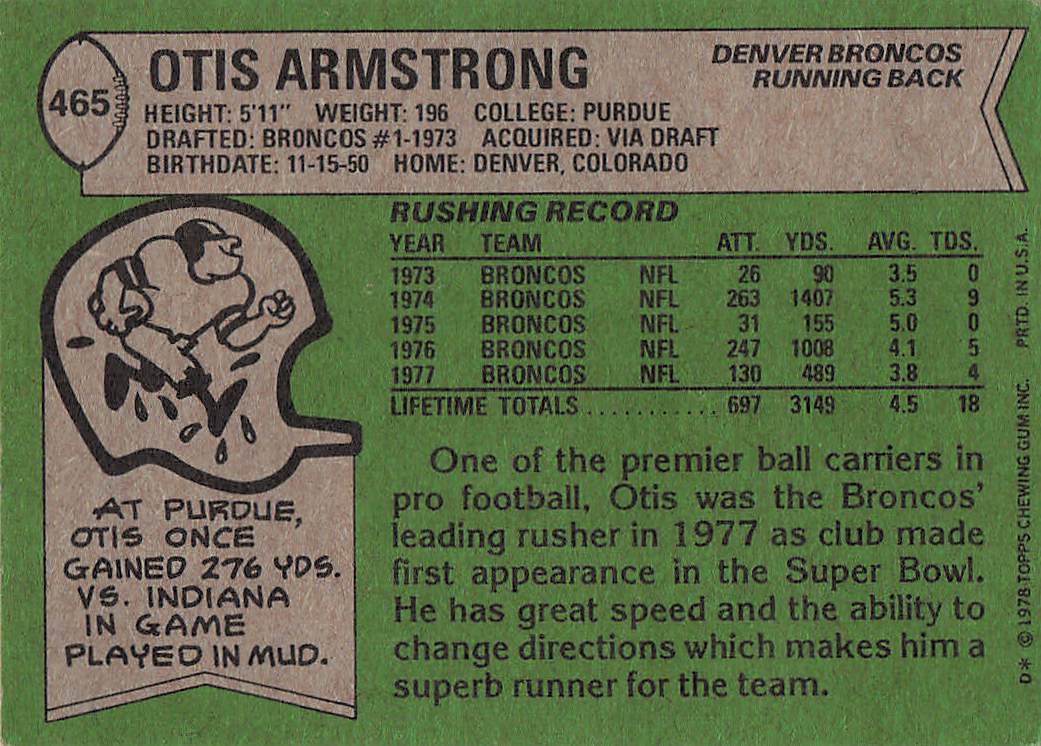 465
OTIS ARMSTRONG
DENVER BRONCOS
RUNNING BACK
HEIGHT: 5'11" WEIGHT: 196 COLLEGE: PURDUE
DRAFTED: BRONCOS #1-1973 ACQUIRED: VIA DRAFT
BIRTHDATE: 11-15-50 HOME: DENVER, COLORADO
RUSHING RECORD
YEAR TEAM ATT. YDS. AVG. TDS.
1973 BRONCOS NFL 26 90 3.5 0
1974 BRONCOS NFL 263 1407 5.3 9
1975 BRONCOS NFL 31 155 5.0 0
1976 BRONCOS NFL 247 1008 4.1 5
1977 BRONCOS NFL 130 489 3.8 4
LIFETIME TOTALS........... 697 3149 4.5 18
One of the premier ball carriers in
pro football, Otis was the Broncos'
leading rusher in 1977 as club made
first appearance in the Super Bowl.
He has great speed and the ability to
change directions which makes him a
superb runner for the team.
AT PURDUE,
OTIS ONCE
GAINED 276 YDS.
VS. INDIANA
IN GAME
PLAYED IN MUD.
D* © 1978 TOPPS CHEWING GUM INC. PRTD. IN U.S.A.